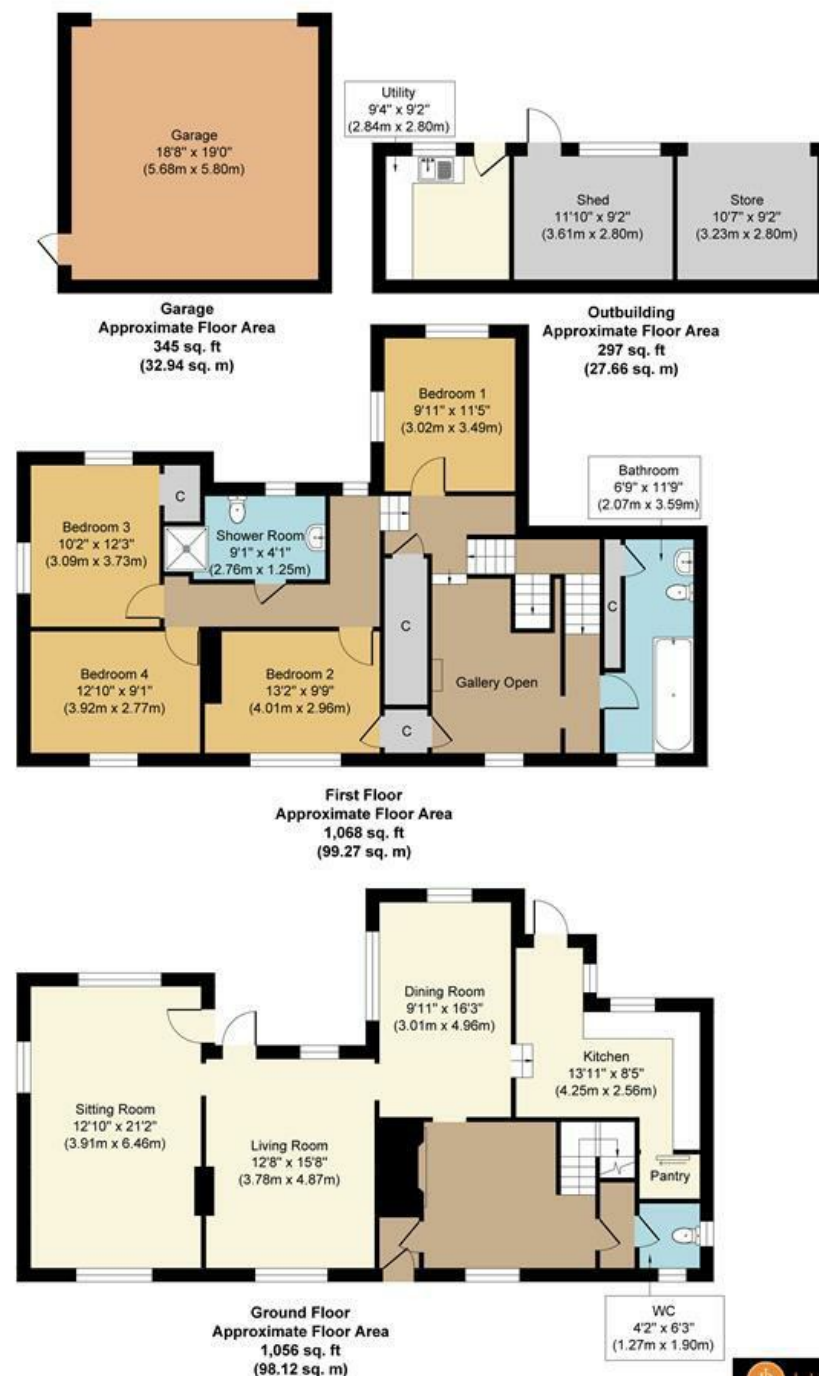 Garage
18'8" x 19'0"
(5.68m x 5.80m)
Garage
Approximate Floor Area
345 sq. ft
(32.94 sq. m)
Utility
9'4" x 9'2"
(2.84m x 2.80m)
Shed
11'10" x 9'2"
(3.61m x 2.80m)
Store
10'7" x 9'2"
(3.23m x 2.80m)
Outbuilding
Approximate Floor Area
297 sq. ft
(27.66 sq. m)
Bedroom 1
9'11" x 11'5"
(3.02m x 3.49m)
Bathroom
6'9" x 11'9"
(2.07m x 3.59m)
Bedroom 3
10'2" x 12'3"
(3.09m x 3.73m)
C
Shower Room
9'1" x 4'1"
(2.76m x 1.25m)
C
C
Gallery Open
Bedroom 4
12'10" x 9'1"
(3.92m x 2.77m)
Bedroom 2
13'2" x 9'9"
(4.01m x 2.96m)
C
First Floor
Approximate Floor Area
1,068 sq. ft
(99.27 sq. m)
Dining Room
9'11" x 16'3"
(3.01m x 4.96m)
Kitchen
13'11" x 8'5"
(4.25m x 2.56m)
Sitting Room
12'10" x 21'2"
(3.91m x 6.46m)
Living Room
12'8" x 15'8"
(3.78m x 4.87m)
Pantry
WC
4'2" x 6'3"
(1.27m x 1.90m)
Ground Floor
Approximate Floor Area
1,056 sq. ft
(98.12 sq. m)